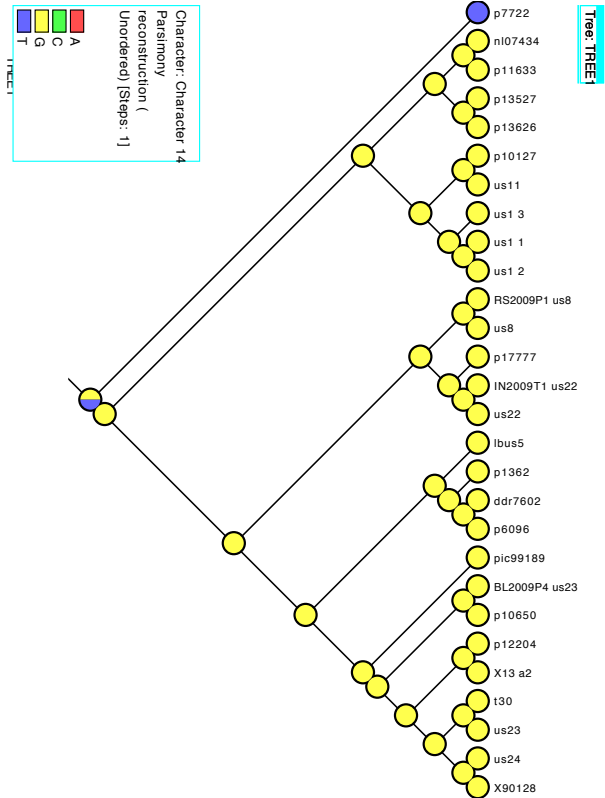 Tree: TREE1
p7722
nl07434
p11633
p13527
p13626
p10127
us11
us1 3
us1 1
us1 2
RS2009P1 us8
us8
p17777
IN2009T1 us22
us22
lbus5
p1362
ddr7602
p6096
pic99189
BL2009P4 us23
p10650
p12204
X13 a2
t30
us23
us24
X90128
Character: Character 14
Parsimony
reconstruction (
Unordered) [Steps: 1]
A
C
G
T